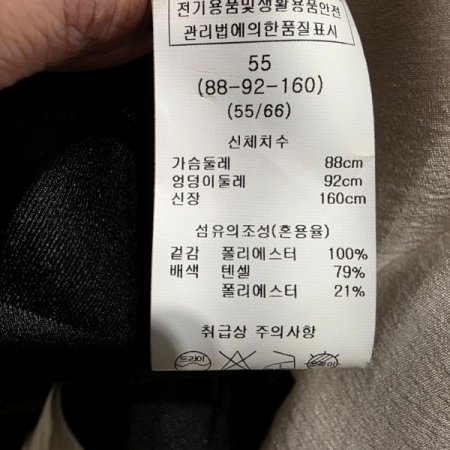 전기용품및생활용품안전
관리법에의한품질표시
55
(88-92-160)
(55/66)
신체치수
가슴둘레 88cm
엉덩이둘레 92cm
신장 160cm
섬유의조성(혼용율)
겉감 폴리에스터 100%
배색 텐셀 79%
폴리에스터 21%
취급상 주의사항
드라이